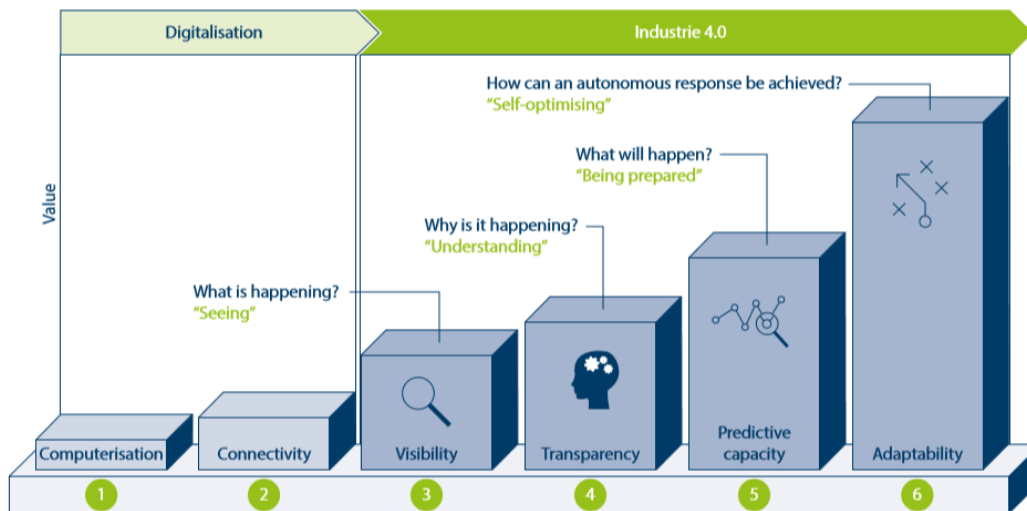 Digitalisation
Industrie 4.0
Value
How can an autonomous response be achieved?
"Self-optimising"
What will happen?
"Being prepared"
Why is it happening?
"Understanding"
What is happening?
"Seeing"
Computerisation
Connectivity
Visibility
Transparency
Predictive
capacity
Adaptability
1
2
3
4
5
6